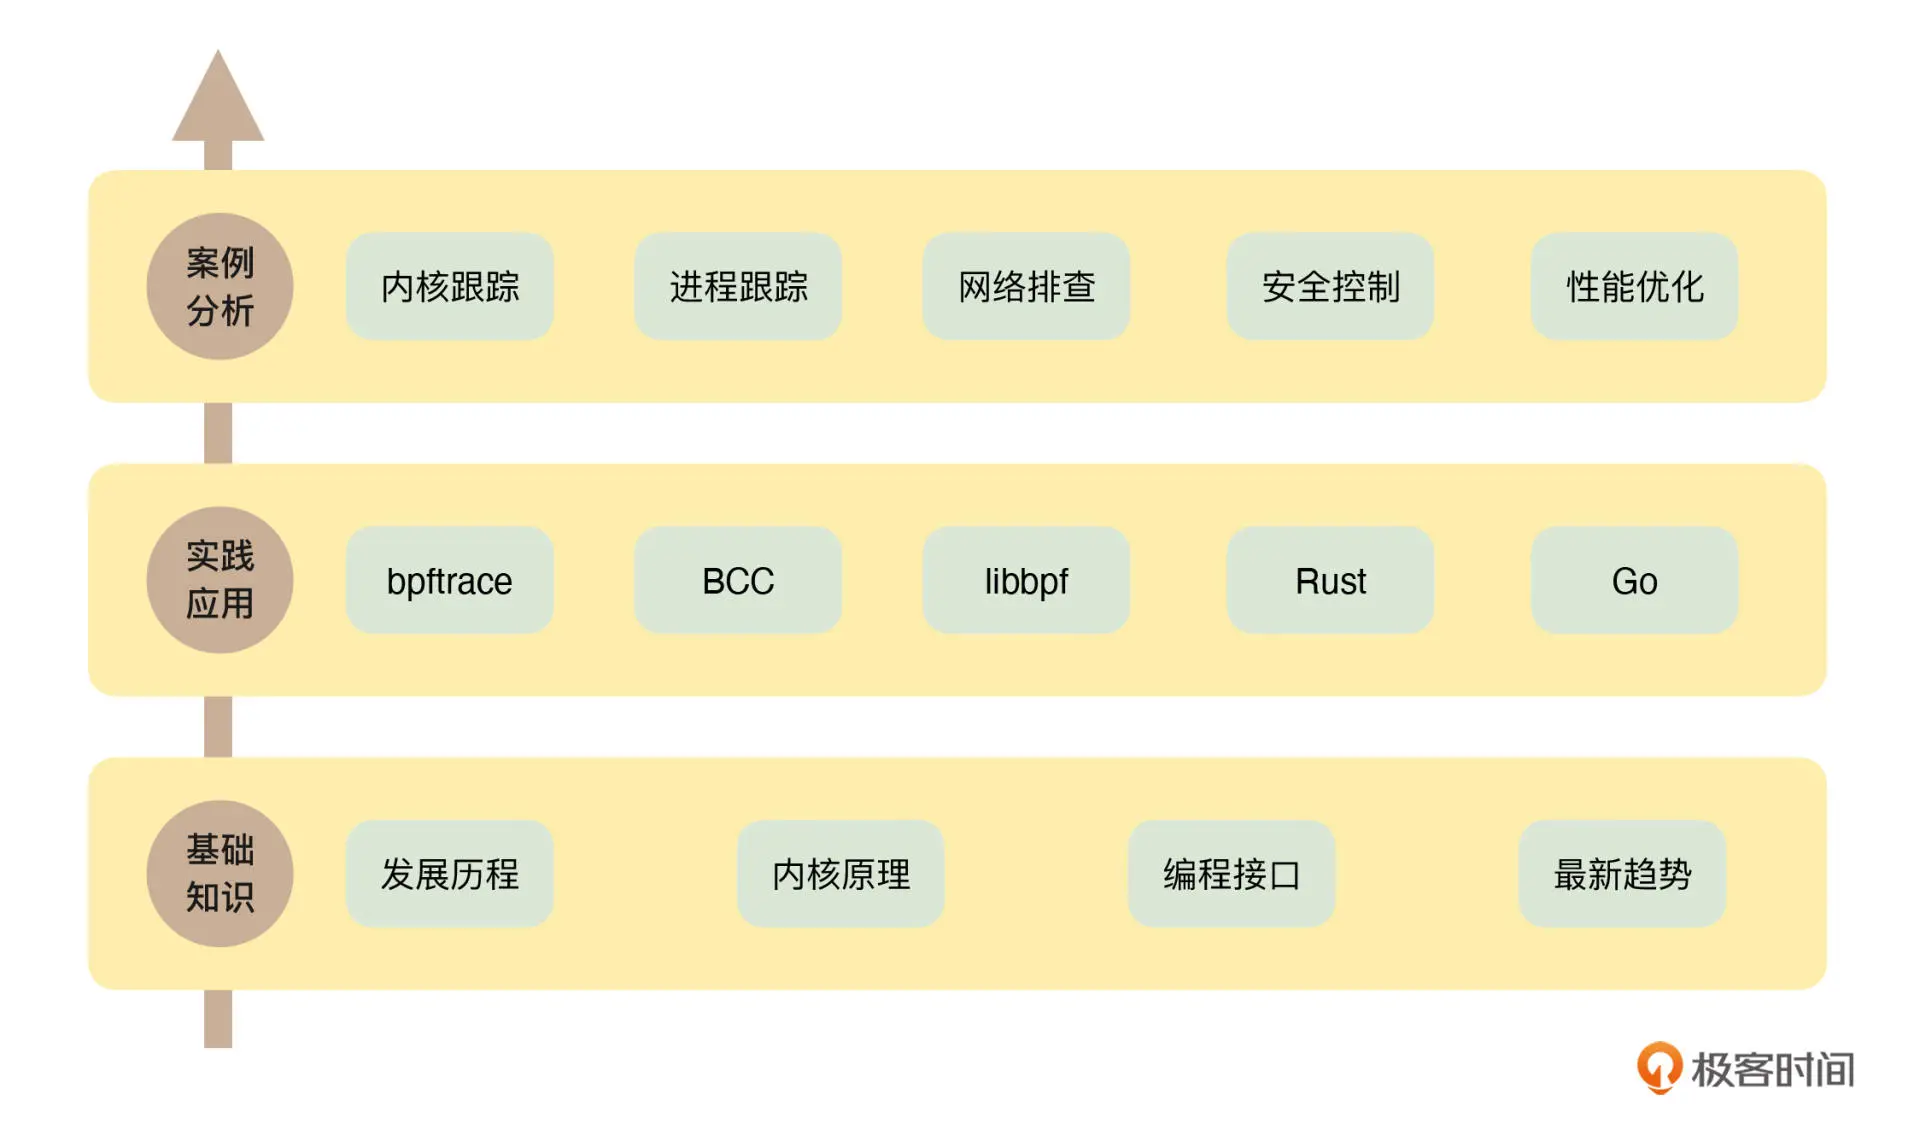 案例
分析
内核跟踪
进程跟踪
网络排查
安全控制
性能优化
实践
应用
bpftrace
BCC
libbpf
Rust
Go
基础
知识
发展历程
内核原理
编程接口
最新趋势
极客时间